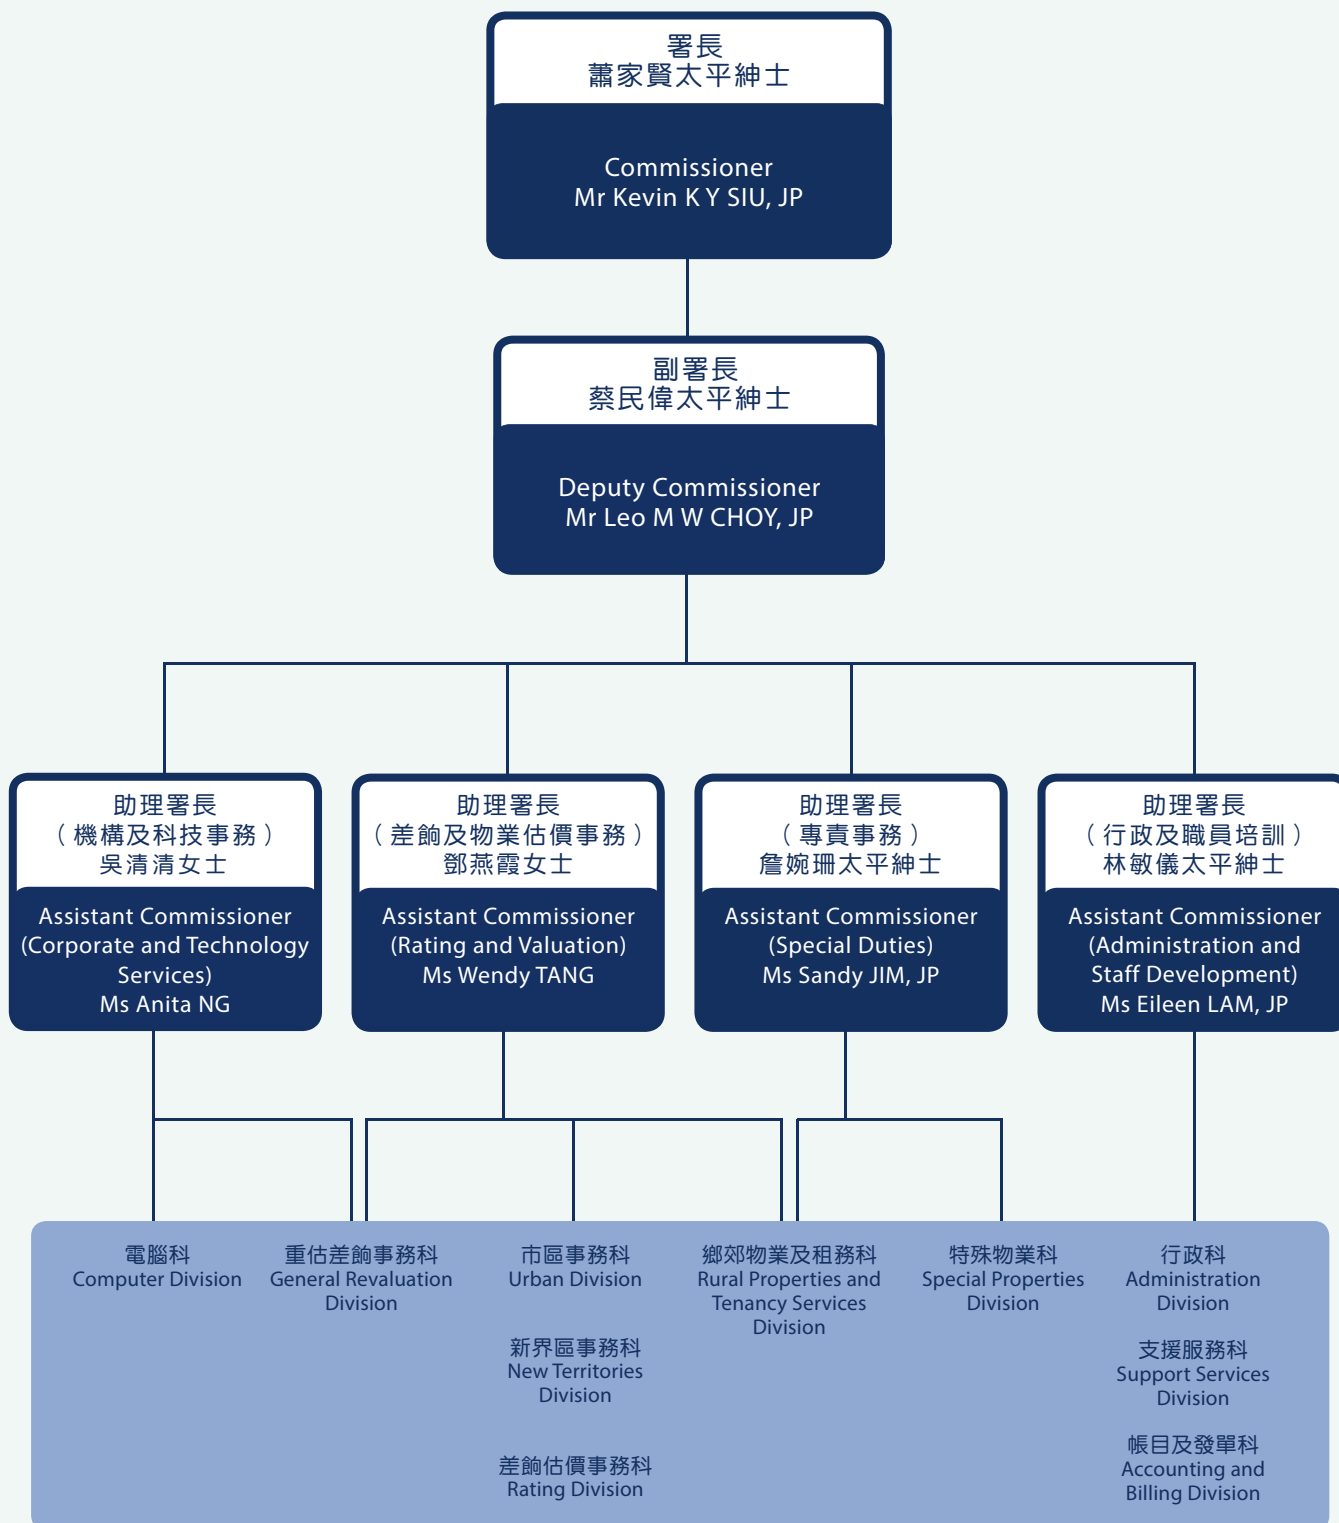 署長
蕭家賢太平紳士
Commissioner
Mr Kevin K Y SIU, JP
副署長
蔡民偉太平紳士
Deputy Commissioner
Mr Leo M W CHOY, JP
助理署長
（機構及科技事務）
吳清清女士
Assistant Commissioner
(Corporate and Technology
Services)
Ms Anita NG
助理署長
（差餉及物業估價事務）
鄧燕霞女士
Assistant Commissioner
(Rating and Valuation)
Ms Wendy TANG
助理署長
（專責事務）
詹婉珊太平紳士
Assistant Commissioner
(Special Duties)
Ms Sandy JIM, JP
助理署長
（行政及職員培訓）
林敏儀太平紳士
Assistant Commissioner
(Administration and
Staff Development)
Ms Eileen LAM, JP
電腦科
Computer Division
重估差餉事務科
General Revaluation
Division
市區事務科
Urban Division
新界區事務科
New Territories
Division
差餉估價事務科
Rating Division
鄉郊物業及租務科
Rural Properties and
Tenancy Services
Division
特殊物業科
Special Properties
Division
行政科
Administration
Division
支援服務科
Support Services
Division
帳目及發單科
Accounting and
Billing Division